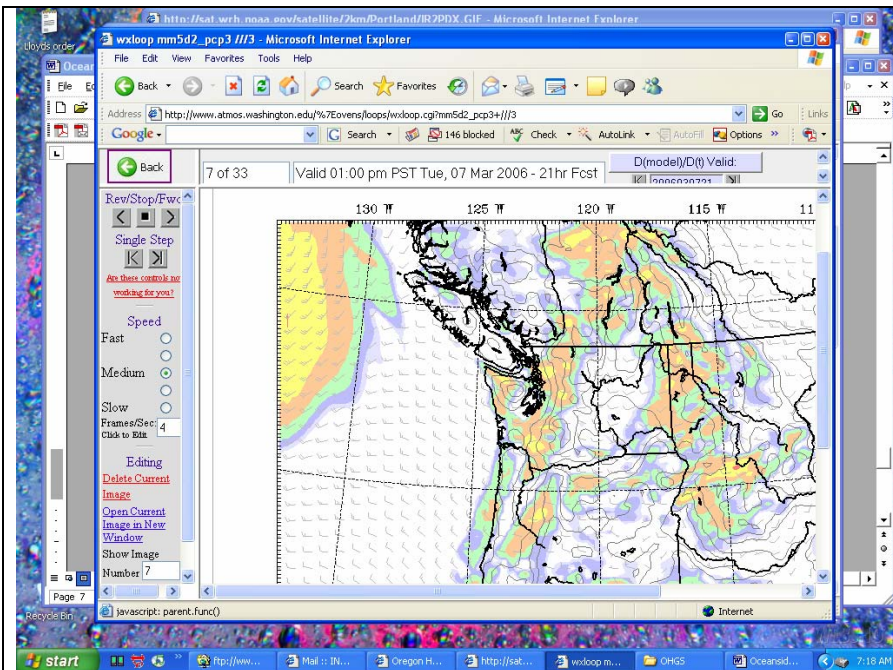 http://sat.wrh.noaa.gov/satellite/2km/Portland/IR2PDX.GIF - Microsoft Internet Explorer
Lloyds order
wxloop mm5d2_pcp3 ///3 - Microsoft Internet Explorer
File Edit View Favorites Tools Help
File
Back Search Favorites
Address http://www.atmos.washington.edu/%7Eovens/loops/wxloop.cgi?mm5d2_pcp3+///3 Go Links
Google Search 146 blocked Check AutoLink AutoFill Options
Back
7 of 33
Valid 01:00 pm PST Tue, 07 Mar 2006 - 21hr Fcst
D(model)/D(t) Valid:
2006030721
Rev/Stop/Fwd
Single Step
Are these controls not
working for you?
Speed
Fast
Medium
Slow
Frames/Sec: 4
Click to Edit
Editing
Delete Current
Image
Open Current
Image in New
Window
Show Image
Number 7
130 W 125 W 120 W 115 W 11
javascript: parent.func() Internet
Page 7
Recycle Bin
start ftp://ww... Mail :: IN... Oregon H... http://sat... wxloop m... OHGS Oceansid... 7:18 AM